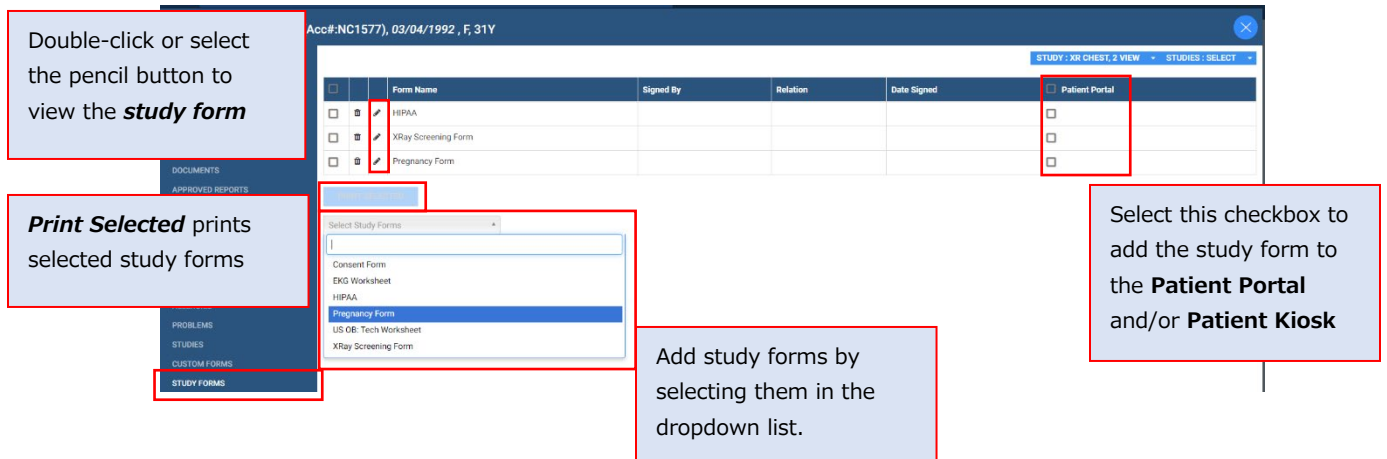 Double-click or select
the pencil button to
view the study form
Acc#:NC1577), 03/04/1992 , F, 31Y
STUDY : XR CHEST, 2 VIEW STUDIES : SELECT
Form Name Signed By Relation Date Signed Patient Portal
HIPAA
XRay Screening Form
Pregnancy Form
DOCUMENTS
APPROVED REPORTS
Print Selected prints
selected study forms
PRINT SELECTED
Select Study Forms
Consent Form
EKG Worksheet
HIPAA
Pregnancy Form
US OB: Tech Worksheet
XRay Screening Form
PROBLEMS
STUDIES
CUSTOM FORMS
STUDY FORMS
Add study forms by
selecting them in the
dropdown list.
Select this checkbox to
add the study form to
the Patient Portal
and/or Patient Kiosk